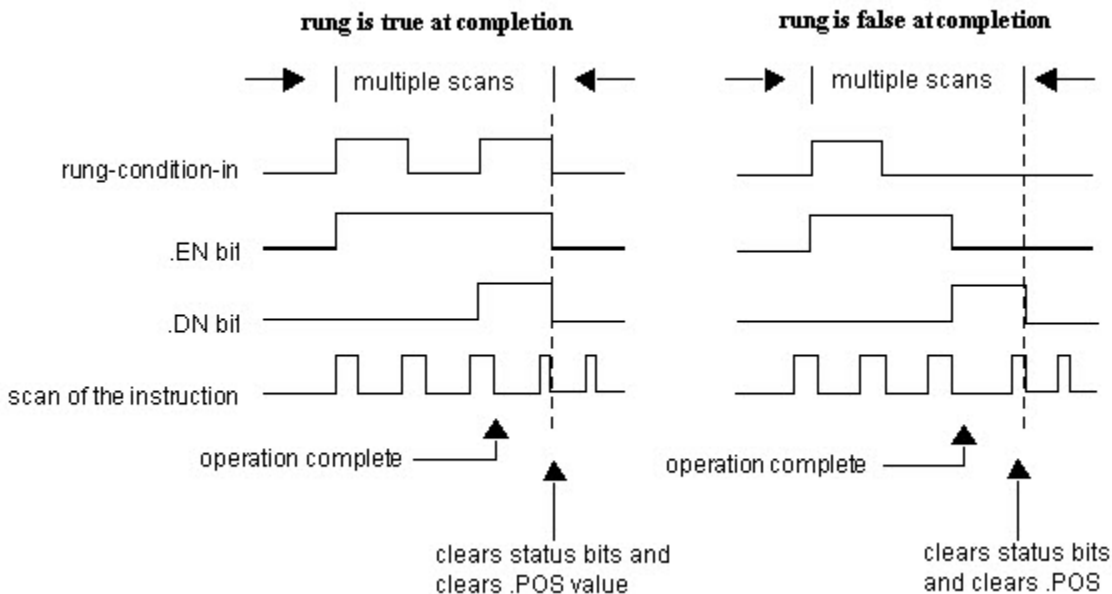 rung is true at completion
rung is false at completion
multiple scans
multiple scans
rung-condition-in
.EN bit
.DN bit
scan of the instruction
operation complete
operation complete
clears status bits and
clears .POS value
clears status bits
and clears .POS